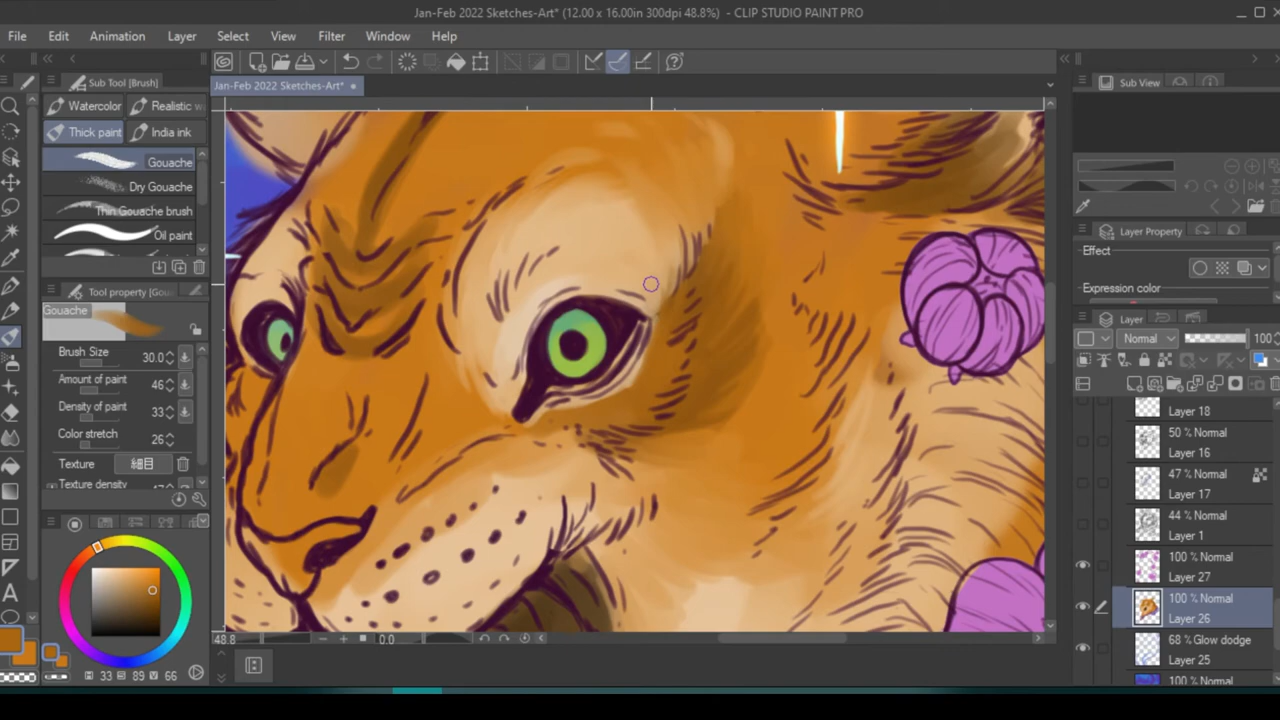 Jan-Feb 2022 Sketches-Art* (12.00 x 16.00in 300dpi 48.8%) - CLIP STUDIO PAINT PRO
File Edit Animation Layer Select View Filter Window Help
Sub Tool [Brush]
Jan-Feb 2022 Sketches-Art*
Sub View
Watercolor
Realistic w
Thick paint
India ink
Gouache
Dry Gouache
Thin Gouache brush
Oil paint
Tool property [Gou
Gouache
Brush Size 30.0
Amount of paint 46
Density of paint 33
Color stretch 26
Texture 細目
Texture density 47
H 33 S 89 V 66
48.8
0.0
Layer Property
Effect
Expression color
Layer
Normal 100
Layer 18
50 % Normal
Layer 16
47 % Normal
Layer 17
44 % Normal
Layer 1
100 % Normal
Layer 27
100 % Normal
Layer 26
68 % Glow dodge
Layer 25
100 % Normal